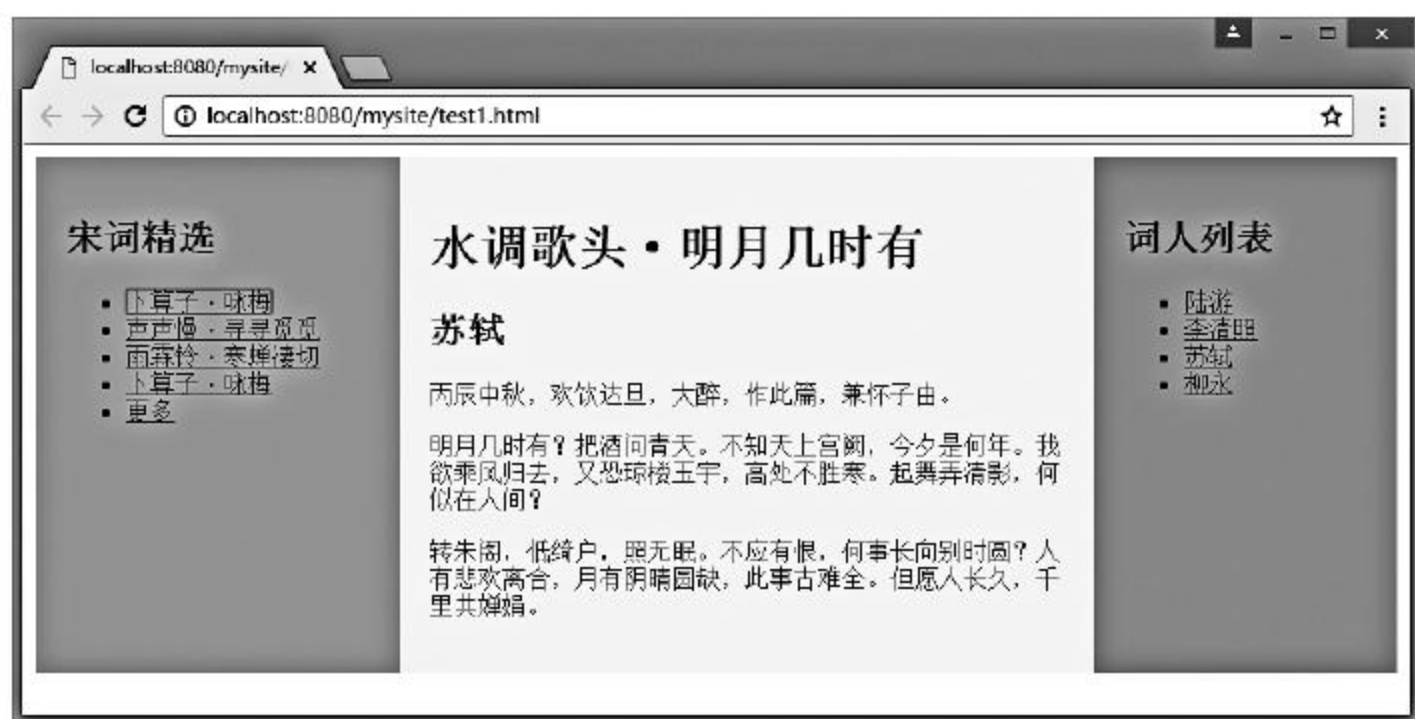 localhost:8080/mysite/
localhost:8080/mysite/test1.html
宋词精选
卜算子·咏梅
声声慢·寻寻觅觅
雨霖铃·寒蝉凄切
卜算子·咏梅
更多
水调歌头·明月几时有
苏轼
丙辰中秋，欢饮达旦，大醉，作此篇，兼怀子由。
明月几时有？把酒问青天。不知天上宫阙，今夕是何年。我
欲乘风归去，又恐琼楼玉宇，高处不胜寒。起舞弄清影，何
似在人间？
转朱阁，低绮户，照无眠。不应有恨，何事长向别时圆？人
有悲欢离合，月有阴晴圆缺，此事古难全。但愿人长久，千
里共婵娟。
词人列表
陆游
李清照
苏轼
柳永